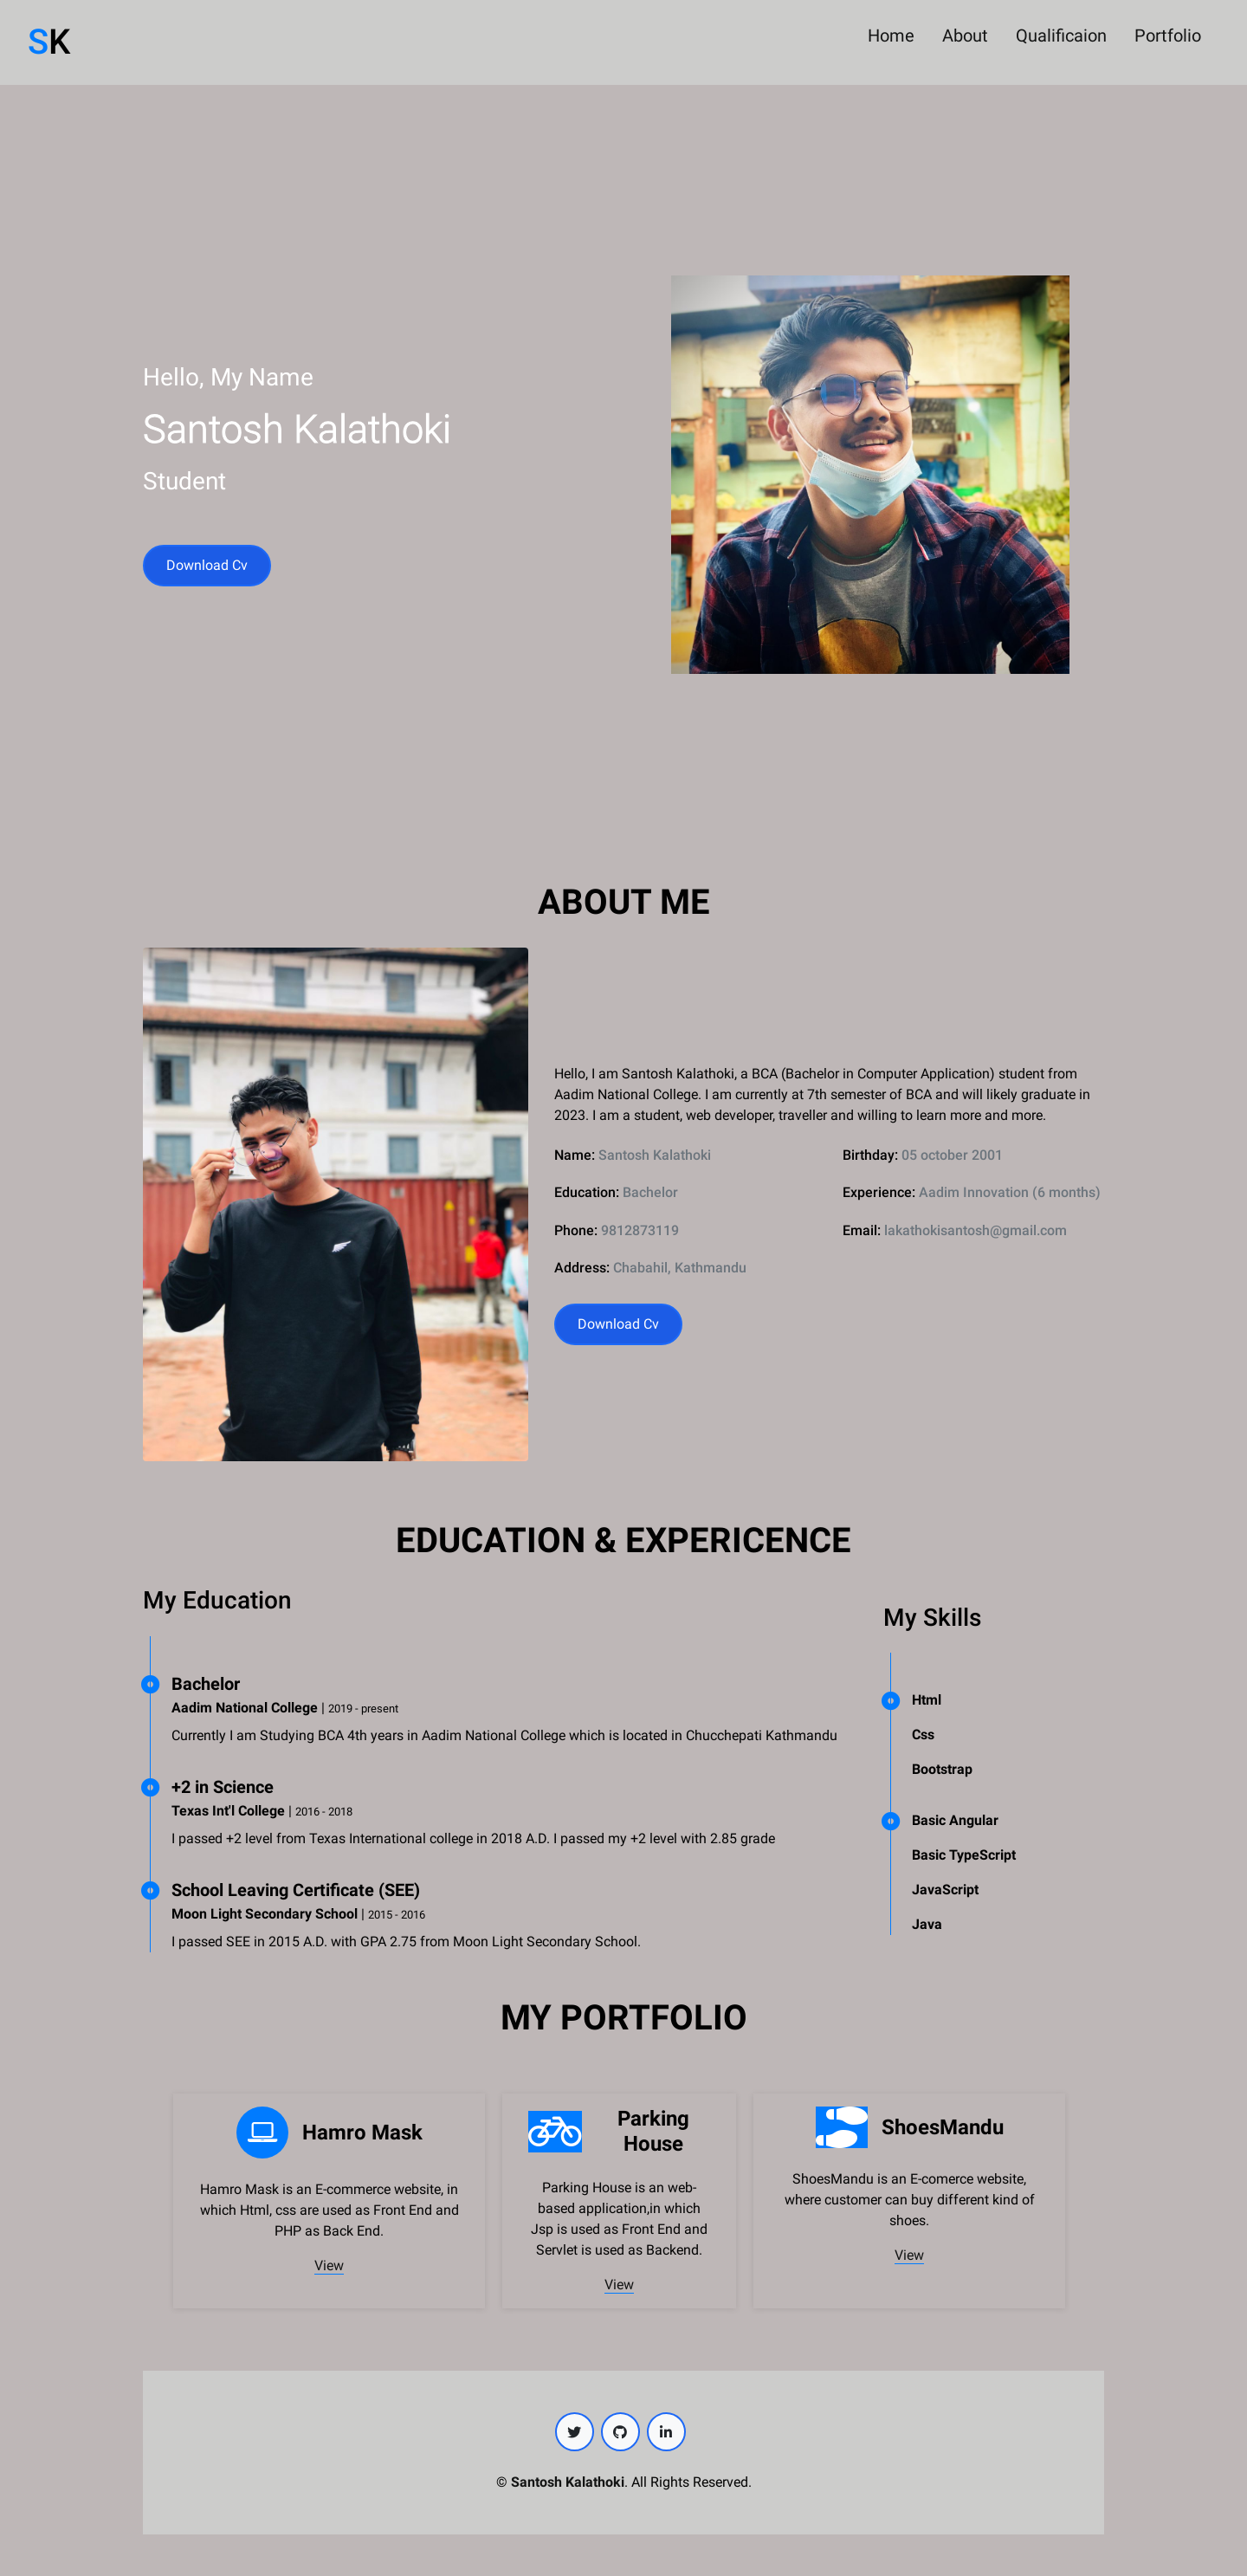 SK
Home About Qualificaion Portfolio
Hello, My Name
Santosh Kalathoki
Student
Download Cv
ABOUT ME
Hello, I am Santosh Kalathoki, a BCA (Bachelor in Computer Application) student from
Aadim National College. I am currently at 7th semester of BCA and will likely graduate in
2023. I am a student, web developer, traveller and willing to learn more and more.
Name: Santosh Kalathoki Birthday: 05 october 2001
Education: Bachelor Experience: Aadim Innovation (6 months)
Phone: 9812873119 Email: lakathokisantosh@gmail.com
Address: Chabahil, Kathmandu
Download Cv
EDUCATION & EXPERICENCE
My Education
Bachelor
Aadim National College | 2019 - present
Currently I am Studying BCA 4th years in Aadim National College which is located in Chucchepati Kathmandu
+2 in Science
Texas Int'l College | 2016 - 2018
I passed +2 level from Texas International college in 2018 A.D. I passed my +2 level with 2.85 grade
School Leaving Certificate (SEE)
Moon Light Secondary School | 2015 - 2016
I passed SEE in 2015 A.D. with GPA 2.75 from Moon Light Secondary School.
My Skills
Html
Css
Bootstrap
Basic Angular
Basic TypeScript
JavaScript
Java
MY PORTFOLIO
Hamro Mask
Hamro Mask is an E-commerce website, in
which Html, css are used as Front End and
PHP as Back End.
View
Parking
House
Parking House is an web-
based application,in which
Jsp is used as Front End and
Servlet is used as Backend.
View
ShoesMandu
ShoesMandu is an E-comerce website,
where customer can buy different kind of
shoes.
View
© Santosh Kalathoki. All Rights Reserved.